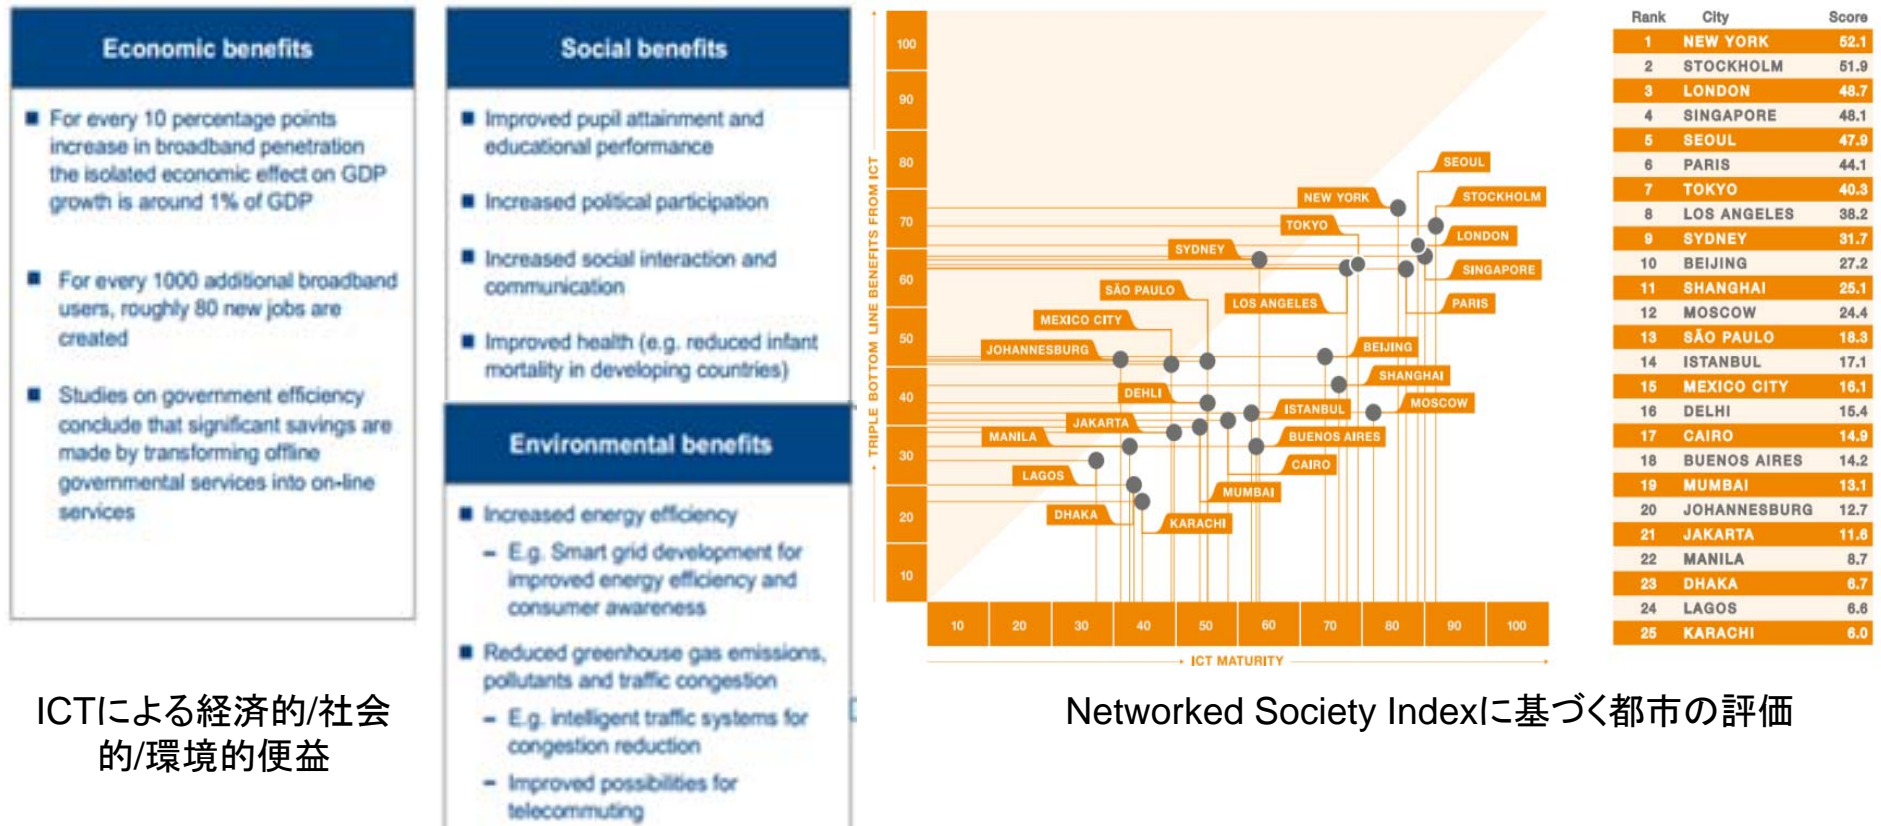 Economic benefits
■ For every 10 percentage points
increase in broadband penetration
the isolated economic effect on GDP
growth is around 1% of GDP
■ For every 1000 additional broadband
users, roughly 80 new jobs are
created
■ Studies on government efficiency
conclude that significant savings are
made by transforming offline
governmental services into on-line
services
Social benefits
■ Improved pupil attainment and
educational performance
■ Increased political participation
■ Increased social interaction and
communication
■ Improved health (e.g. reduced infant
mortality in developing countries)
Environmental benefits
■ Increased energy efficiency
– E.g. Smart grid development for
improved energy efficiency and
consumer awareness
■ Reduced greenhouse gas emissions,
pollutants and traffic congestion
– E.g. intelligent traffic systems for
congestion reduction
– Improved possibilities for
telecommuting
ICTによる経済的/社会
的/環境的便益
TRIPLE BOTTOM LINE BENEFITS FROM ICT
100
90
80
70
60
50
40
30
20
10
SEOUL
NEW YORK
STOCKHOLM
TOKYO
LONDON
SYDNEY
SINGAPORE
SÃO PAULO
LOS ANGELES
PARIS
MEXICO CITY
JOHANNESBURG
BEIJING
SHANGHAI
DEHLI
ISTANBUL
MOSCOW
JAKARTA
MANILA
BUENOS AIRES
CAIRO
LAGOS
MUMBAI
DHAKA
KARACHI
10 20 30 40 50 60 70 80 90 100
ICT MATURITY
Rank City Score
1 NEW YORK 52.1
2 STOCKHOLM 51.9
3 LONDON 48.7
4 SINGAPORE 48.1
5 SEOUL 47.9
6 PARIS 44.1
7 TOKYO 40.3
8 LOS ANGELES 38.2
9 SYDNEY 31.7
10 BEIJING 27.2
11 SHANGHAI 25.1
12 MOSCOW 24.4
13 SÃO PAULO 18.3
14 ISTANBUL 17.1
15 MEXICO CITY 16.1
16 DELHI 15.4
17 CAIRO 14.9
18 BUENOS AIRES 14.2
19 MUMBAI 13.1
20 JOHANNESBURG 12.7
21 JAKARTA 11.6
22 MANILA 8.7
23 DHAKA 6.7
24 LAGOS 6.6
25 KARACHI 6.0
Networked Society Indexに基づく都市の評価